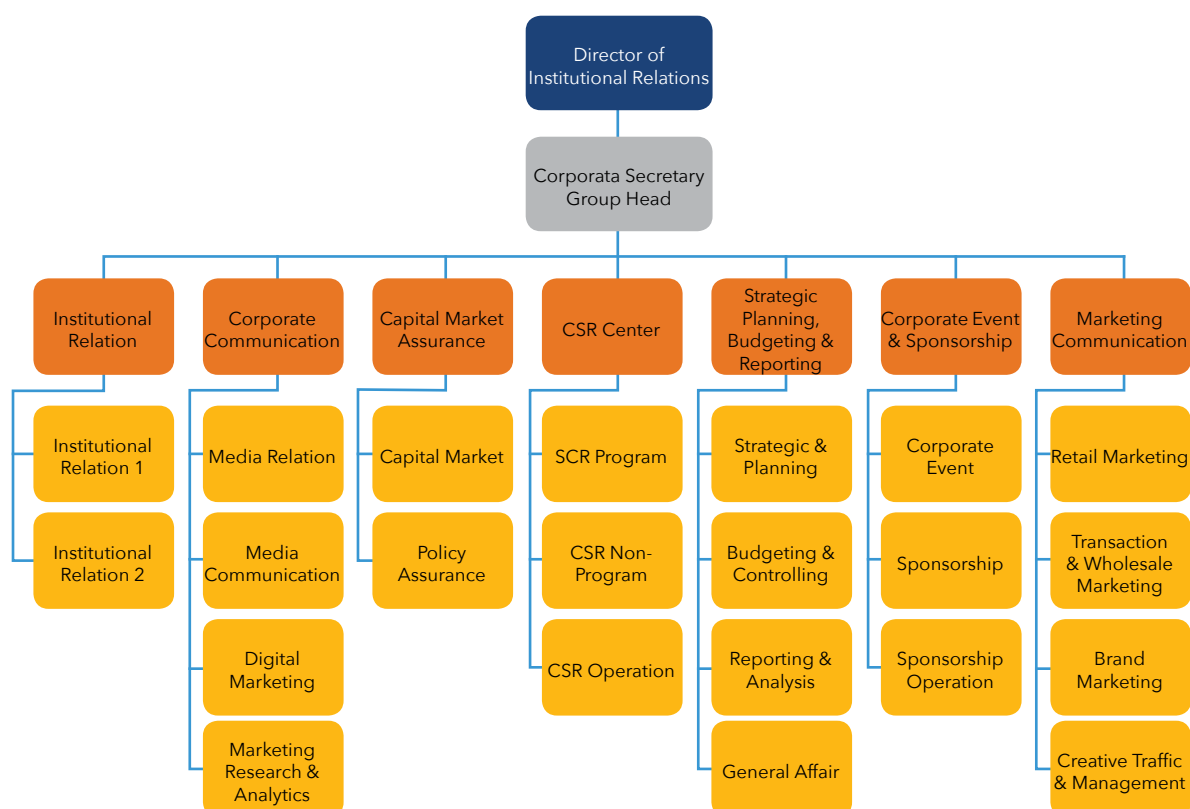 Director of
Institutional Relations
Corporata Secretary
Group Head
Institutional
Relation
Corporate
Communication
Capital Market
Assurance
CSR Center
Strategic
Planning,
Budgeting &
Reporting
Corporate Event
& Sponsorship
Marketing
Communication
Institutional
Relation 1
Media Relation
Capital Market
SCR Program
Strategic &
Planning
Corporate
Event
Retail Marketing
Institutional
Relation 2
Media
Communication
Policy
Assurance
CSR Non-
Program
Budgeting &
Controlling
Sponsorship
Transaction
& Wholesale
Marketing
Digital
Marketing
CSR Operation
Reporting &
Analysis
Sponsorship
Operation
Brand
Marketing
Marketing
Research &
Analytics
General Affair
Creative Traffic
& Management